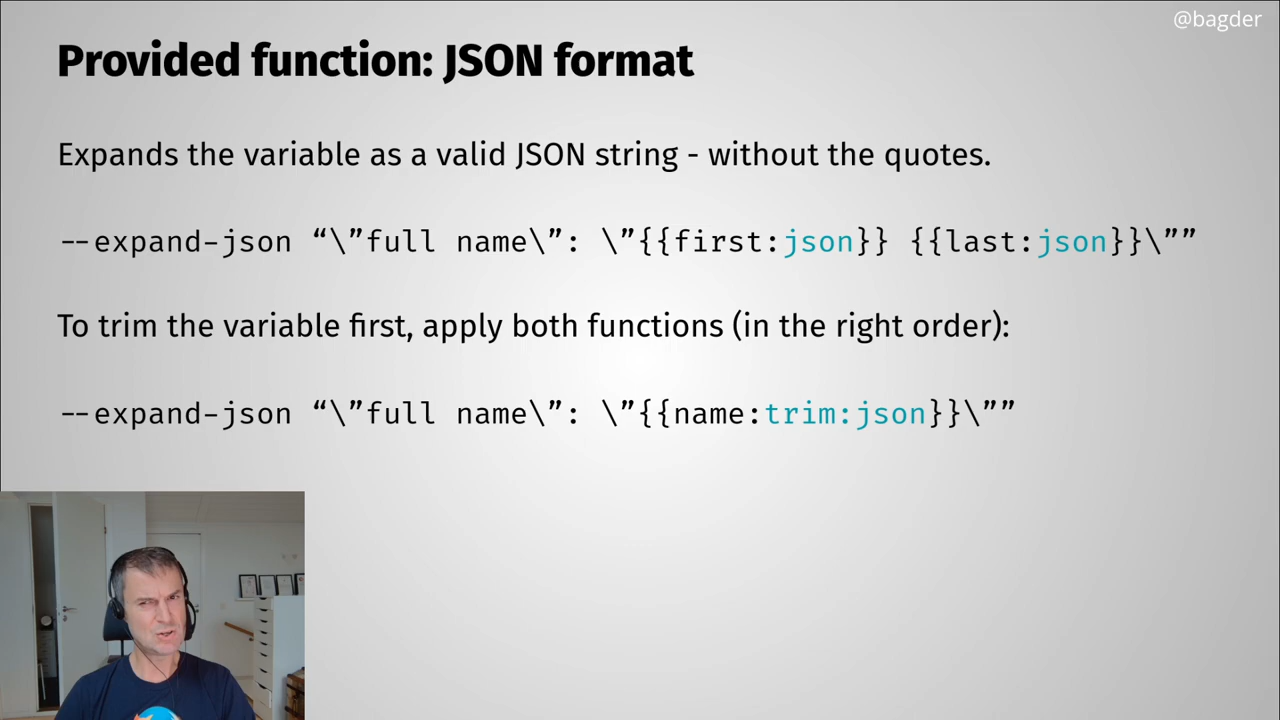 @bagder
Provided function: JSON format
Expands the variable as a valid JSON string - without the quotes.
--expand-json “\”full name\”: \”{{first:json}} {{last:json}}\””
To trim the variable first, apply both functions (in the right order):
--expand-json “\”full name\”: \”{{name:trim:json}}\””